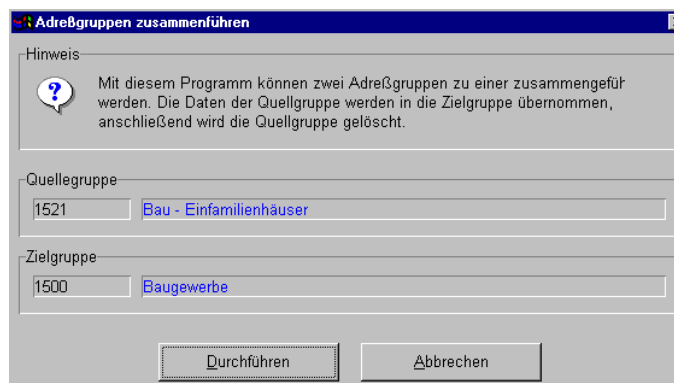 Adreßgruppen zusammenführen
Hinweis
Mit diesem Programm können zwei Adreßgruppen zu einer zusammengefüh
werden. Die Daten der Quellgruppe werden in die Zielgruppe übernommen,
anschließend wird die Quellgruppe gelöscht.
Quellegruppe
1521 Bau - Einfamilienhäuser
Zielgruppe
1500 Baugewerbe
Durchführen Abbrechen